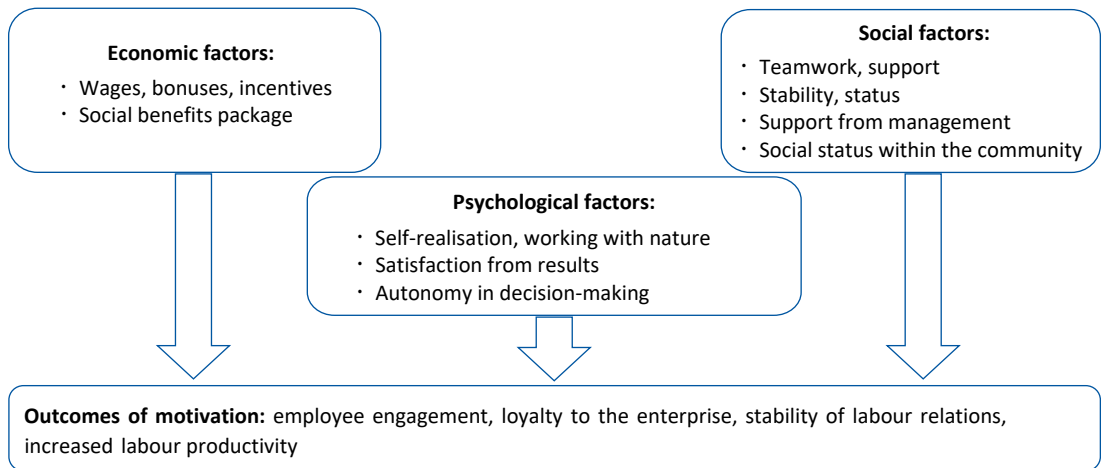 Economic factors:
· Wages, bonuses, incentives
· Social benefits package
Social factors:
· Teamwork, support
· Stability, status
· Support from management
· Social status within the community
Psychological factors:
· Self-realisation, working with nature
· Satisfaction from results
· Autonomy in decision-making
Outcomes of motivation: employee engagement, loyalty to the enterprise, stability of labour relations,
increased labour productivity